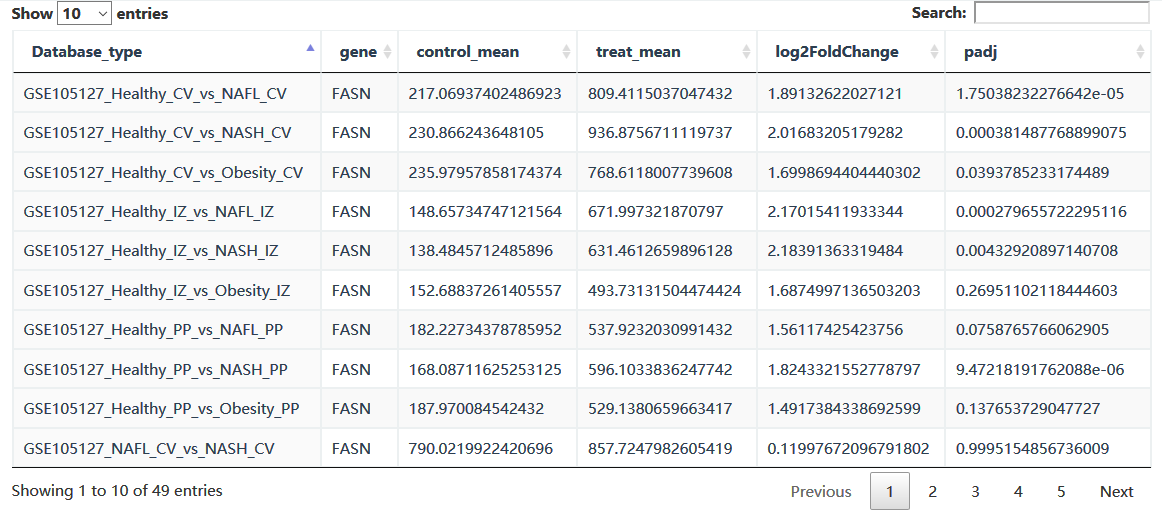 Show 10 entries Search:
Database_type gene control_mean treat_mean log2FoldChange padj
GSE105127_Healthy_CV_vs_NAFL_CV FASN 217.06937402486923 809.4115037047432 1.89132622027121 1.75038232276642e-05
GSE105127_Healthy_CV_vs_NASH_CV FASN 230.866243648105 936.8756711119737 2.01683205179282 0.000381487768899075
GSE105127_Healthy_CV_vs_Obesity_CV FASN 235.97957858174374 768.6118007739608 1.6998694404440302 0.0393785233174489
GSE105127_Healthy_IZ_vs_NAFL_IZ FASN 148.65734747121564 671.997321870797 2.17015411933344 0.000279655722295116
GSE105127_Healthy_IZ_vs_NASH_IZ FASN 138.4845712485896 631.4612659896128 2.18391363319484 0.00432920897140708
GSE105127_Healthy_IZ_vs_Obesity_IZ FASN 152.68837261405557 493.73131504474424 1.6874997136503203 0.26951102118444603
GSE105127_Healthy_PP_vs_NAFL_PP FASN 182.22734378785952 537.9232030991432 1.56117425423756 0.0758765766062905
GSE105127_Healthy_PP_vs_NASH_PP FASN 168.08711625253125 596.1033836247742 1.8243321552778797 9.47218191762088e-06
GSE105127_Healthy_PP_vs_Obesity_PP FASN 187.970084542432 529.1380659663417 1.4917384338692599 0.137653729047727
GSE105127_NAFL_CV_vs_NASH_CV FASN 790.0219922420696 857.7247982605419 0.11997672096791802 0.9995154856736009
Showing 1 to 10 of 49 entries Previous 1 2 3 4 5 Next